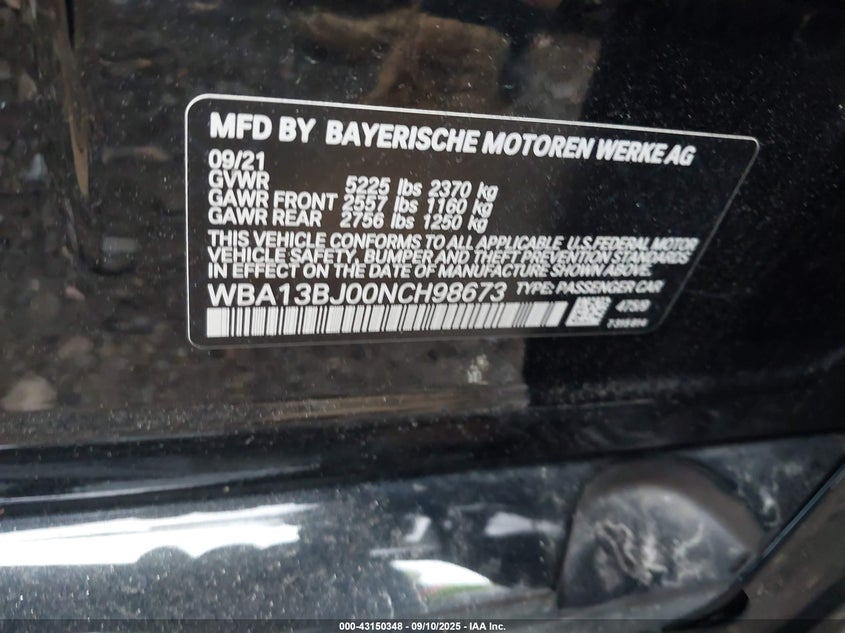 MFD BY BAYERISCHE MOTOREN WERKE AG
09/21
GVWR 5225 lbs 2370 kg
GAWR FRONT 2557 lbs 1160 kg
GAWR REAR 2756 lbs 1250 kg
THIS VEHICLE CONFORMS TO ALL APPLICABLE U.S.FEDERAL MOTOR
VEHICLE SAFETY, BUMPER AND THEFT PREVENTION STANDARDS
IN EFFECT ON THE DATE OF MANUFACTURE SHOWN ABOVE.
WBA13BJ00NCH98673 TYPE: PASSENGER CAR
000-43150348 - 09/10/2025 - IAA Inc.